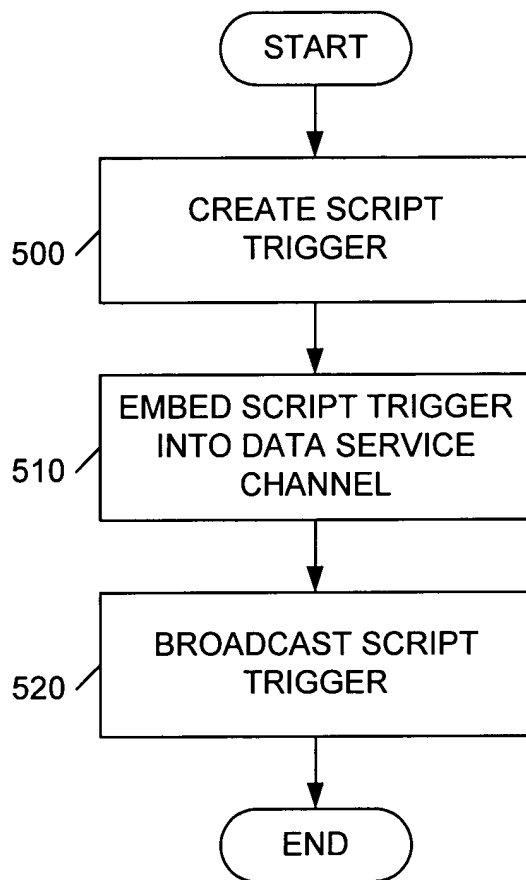 START
CREATE SCRIPT
TRIGGER
500
EMBED SCRIPT TRIGGER
INTO DATA SERVICE
CHANNEL
510
BROADCAST SCRIPT
TRIGGER
520
END